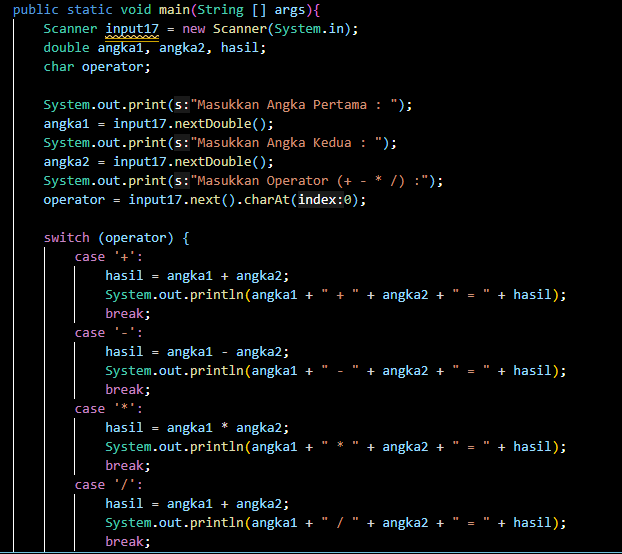 public static void main(String [] args){
Scanner input17 = new Scanner(System.in);
double angka1, angka2, hasil;
char operator;
System.out.print(s:"Masukkan Angka Pertama : ");
angka1 = input17.nextDouble();
System.out.print(s:"Masukkan Angka Kedua : ");
angka2 = input17.nextDouble();
System.out.print(s:"Masukkan Operator (+ - * /) :");
operator = input17.next().charAt(index:0);
switch (operator) {
case '+':
hasil = angka1 + angka2;
System.out.println(angka1 + " + " + angka2 + " = " + hasil);
break;
case '-':
hasil = angka1 - angka2;
System.out.println(angka1 + " - " + angka2 + " = " + hasil);
break;
case '*':
hasil = angka1 * angka2;
System.out.println(angka1 + " * " + angka2 + " = " + hasil);
break;
case '/':
hasil = angka1 + angka2;
System.out.println(angka1 + " / " + angka2 + " = " + hasil);
break;